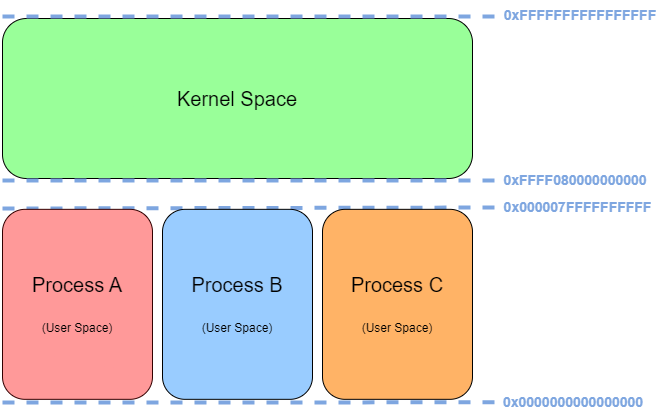 0xFFFFFFFFFFFFFFFF
Kernel Space
0xFFFF080000000000
0x000007FFFFFFFFFF
Process A
Process B
Process C
(User Space)
(User Space)
(User Space)
0x0000000000000000